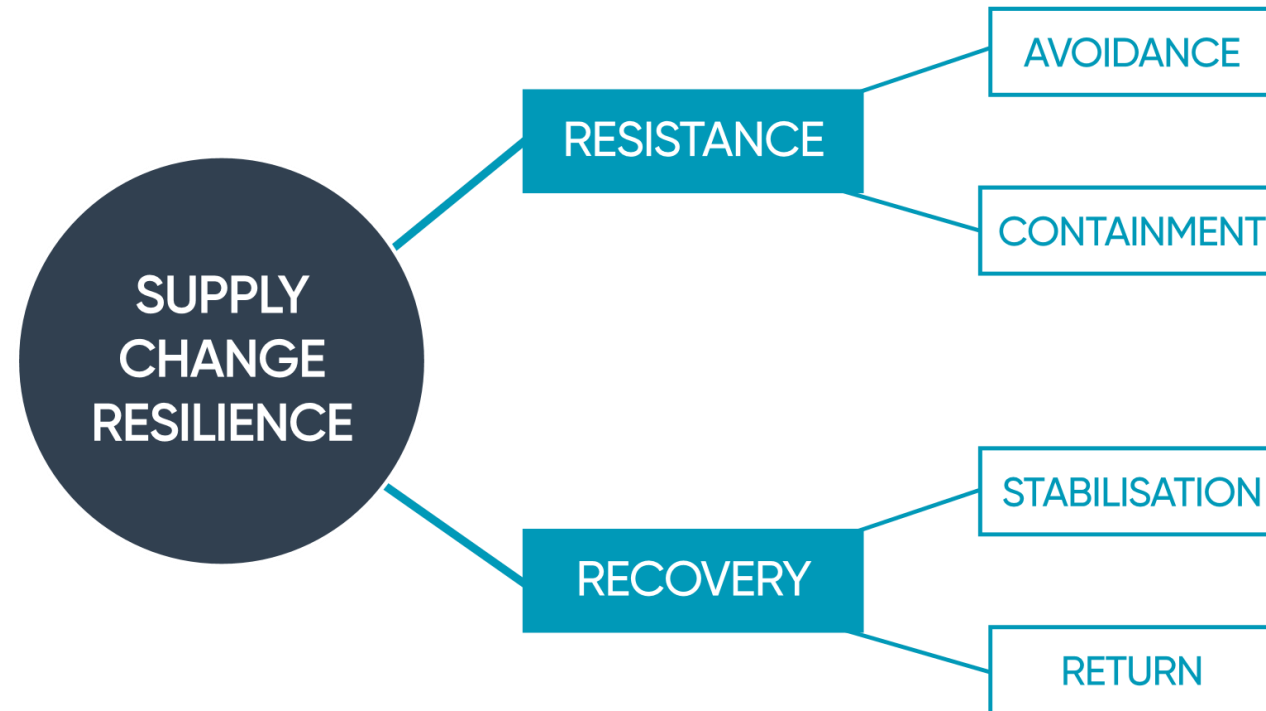 SUPPLY
CHANGE
RESILIENCE
RESISTANCE
AVOIDANCE
CONTAINMENT
RECOVERY
STABILISATION
RETURN